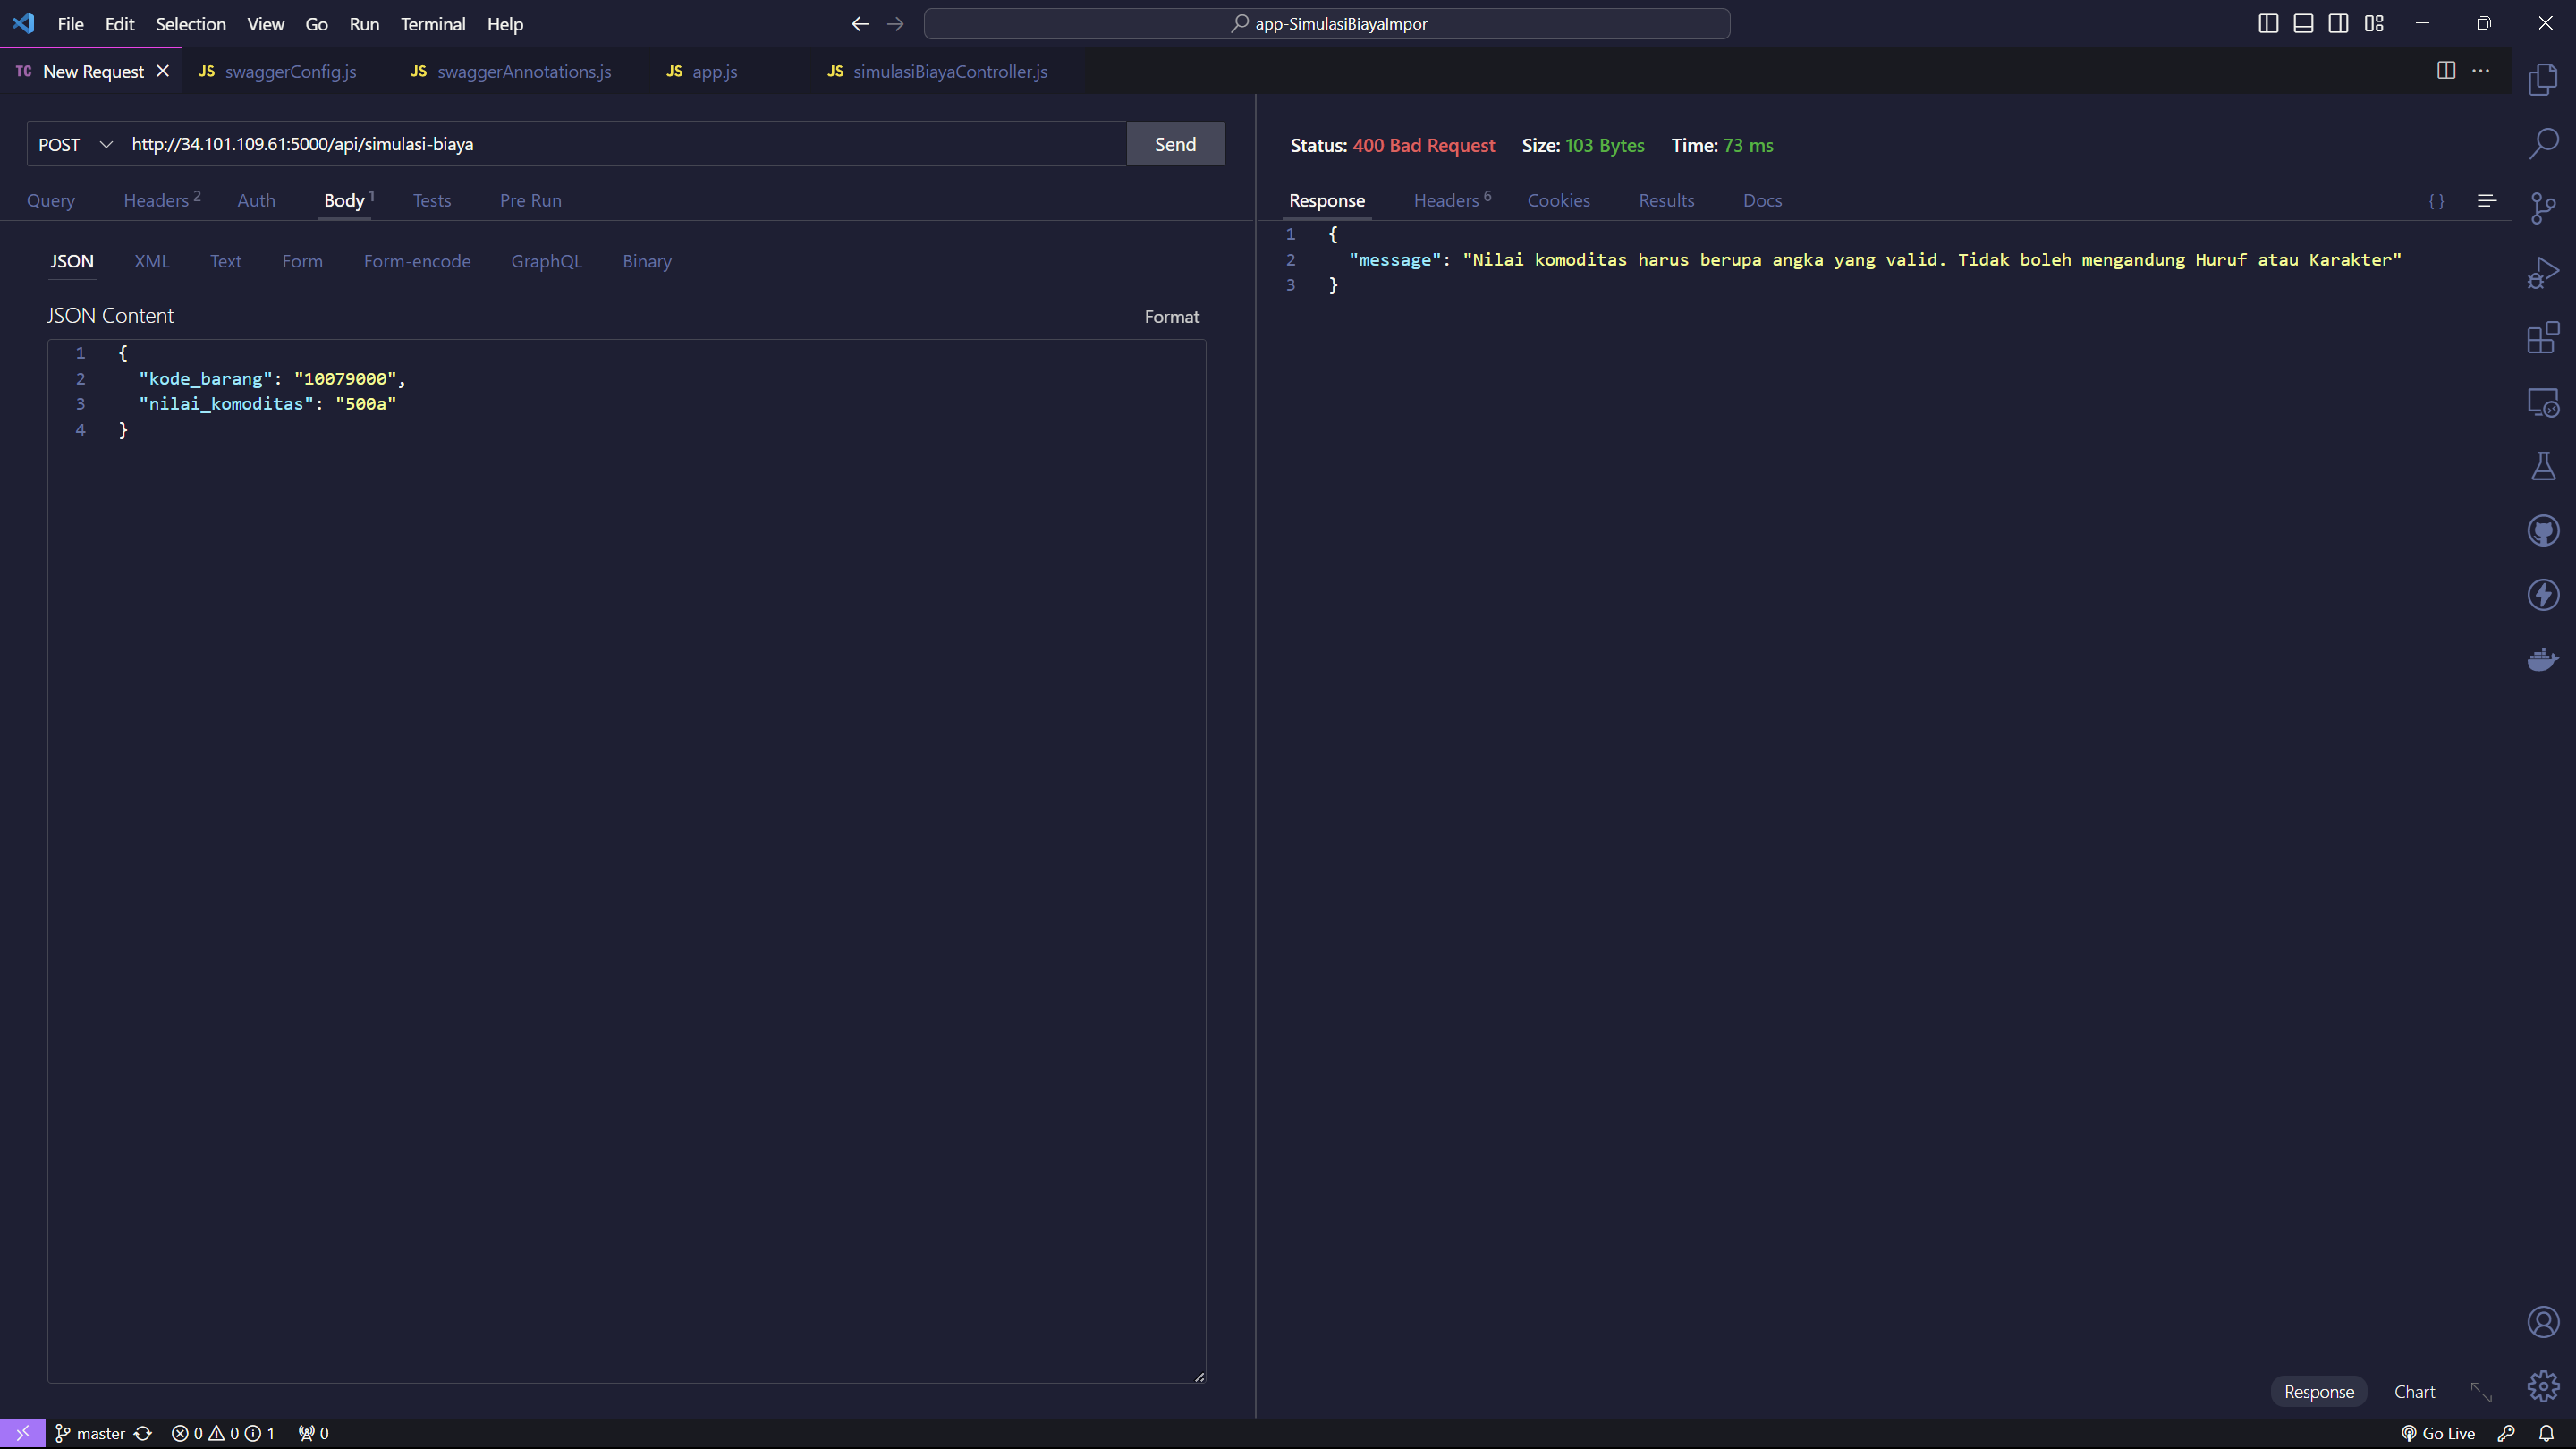 File Edit Selection View Go Run Terminal Help
app-SimulasiBiayaImpor
TC New Request
JS swaggerConfig.js
JS swaggerAnnotations.js
JS app.js
JS simulasiBiayaController.js
POST http://34.101.109.61:5000/api/simulasi-biaya Send
Query Headers 2 Auth Body 1 Tests Pre Run
JSON XML Text Form Form-encode GraphQL Binary
JSON Content Format
1 {
2 "kode_barang": "10079000",
3 "nilai_komoditas": "500a"
4 }
Status: 400 Bad Request Size: 103 Bytes Time: 73 ms
Response Headers 6 Cookies Results Docs { }
1 {
2 "message": "Nilai komoditas harus berupa angka yang valid. Tidak boleh mengandung Huruf atau Karakter"
3 }
Response Chart
master 0 0 1 0 Go Live